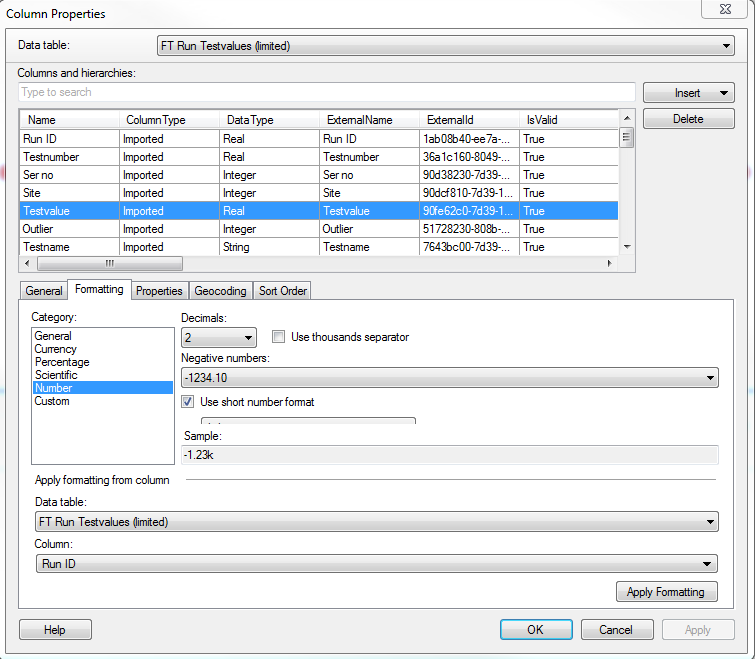 Column Properties
Data table: FT Run Testvalues (limited)
Columns and hierarchies:
Type to search
Insert
Delete
Name ColumnType DataType ExternalName ExternalId IsValid
Run ID Imported Real Run ID 1ab08b40-ee7a-... True
Testnumber Imported Real Testnumber 36a1c160-8049-... True
Ser no Imported Integer Ser no 90d38230-7d39-1... True
Site Imported Integer Site 90dcf810-7d39-1... True
Testvalue Imported Real Testvalue 90fe62c0-7d39-1... True
Outlier Imported Integer Outlier 51728230-808b-... True
Testname Imported String Testname 7643bc00-7d39-... True
General Formatting Properties Geocoding Sort Order
Category:
General
Currency
Percentage
Scientific
Number
Custom
Decimals:
2 Use thousands separator
Negative numbers:
-1234.10
Use short number format
Sample:
-1.23k
Apply formatting from column
Data table:
FT Run Testvalues (limited)
Column:
Run ID
Apply Formatting
Help OK Cancel Apply